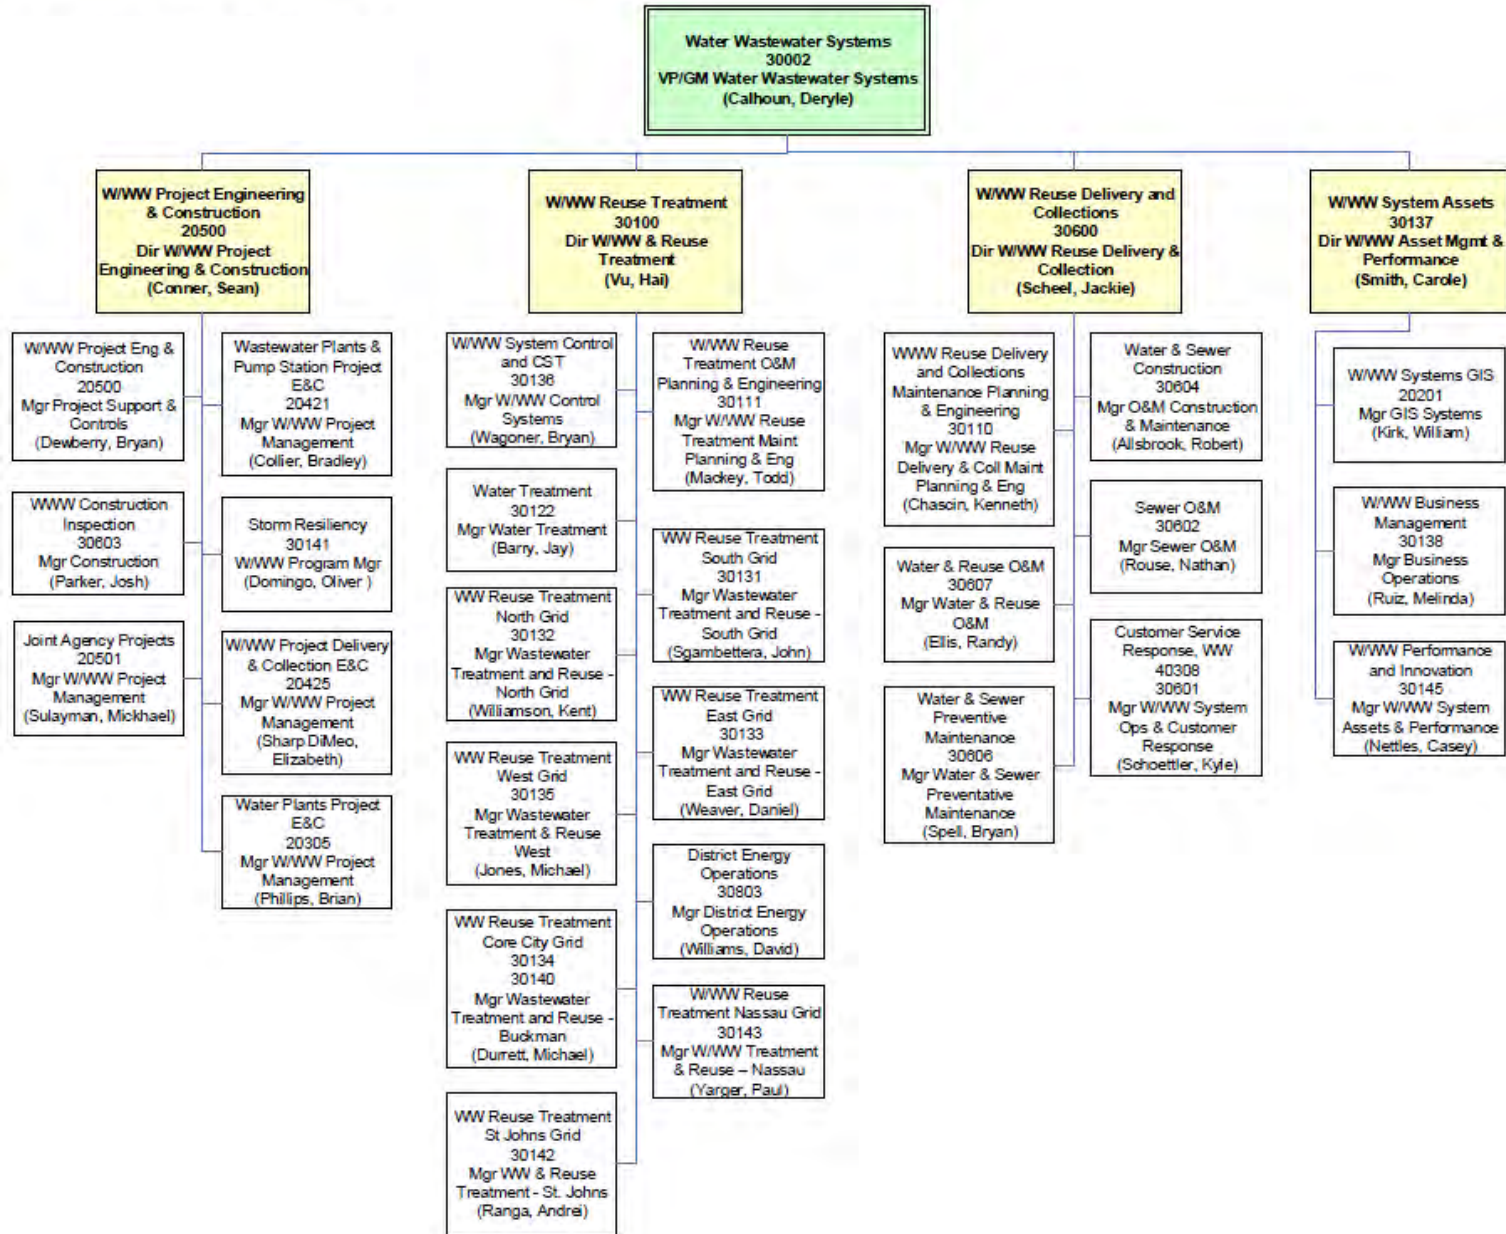 Water Wastewater Systems
30002
VP/GM Water Wastewater Systems
(Calhoun, Deryle)
W/WW Project Engineering
& Construction
20500
Dir W/WW Project
Engineering & Construction
(Conner, Sean)
W/WW Reuse Treatment
30100
Dir W/WW & Reuse
Treatment
(Vu, Hai)
W/WW Reuse Delivery and
Collections
30600
Dir W/WW Reuse Delivery &
Collection
(Scheel, Jackie)
W/WW System Assets
30137
Dir W/WW Asset Mgmt &
Performance
(Smith, Carole)
W/WW Project Eng &
Construction
20500
Mgr Project Support &
Controls
(Dewberry, Bryan)
Wastewater Plants &
Pump Station Project
E&C
20421
Mgr W/WW Project
Management
(Collier, Bradley)
WWW Construction
Inspection
30603
Mgr Construction
(Parker, Josh)
Storm Resiliency
30141
W/WW Program Mgr
(Domingo, Oliver )
Joint Agency Projects
20501
Mgr W/WW Project
Management
(Sulayman, Mickhael)
W/WW Project Delivery
& Collection E&C
20425
Mgr W/WW Project
Management
(Sharp DiMeo,
Elizabeth)
Water Plants Project
E&C
20305
Mgr W/WW Project
Management
(Phillips, Brian)
W/WW System Control
and CST
30136
Mgr W/WW Control
Systems
(Wagoner, Bryan)
W/WW Reuse
Treatment O&M
Planning & Engineering
30111
Mgr W/WW Reuse
Treatment Maint
Planning & Eng
(Mackey, Todd)
Water Treatment
30122
Mgr Water Treatment
(Barry, Jay)
WW Reuse Treatment
South Grid
30131
Mgr Wastewater
Treatment and Reuse -
South Grid
(Sgambettera, John)
WW Reuse Treatment
North Grid
30132
Mgr Wastewater
Treatment and Reuse -
North Grid
(Williamson, Kent)
WW Reuse Treatment
East Grid
30133
Mgr Wastewater
Treatment and Reuse -
East Grid
(Weaver, Daniel)
WW Reuse Treatment
West Grid
30135
Mgr Wastewater
Treatment & Reuse
West
(Jones, Michael)
District Energy
Operations
30803
Mgr District Energy
Operations
(Williams, David)
WW Reuse Treatment
Core City Grid
30134
30140
Mgr Wastewater
Treatment and Reuse -
Buckman
(Durrett, Michael)
W/WW Reuse
Treatment Nassau Grid
30143
Mgr W/WW Treatment
& Reuse – Nassau
(Yarger, Paul)
WW Reuse Treatment
St Johns Grid
30142
Mgr WW & Reuse
Treatment - St. Johns
(Ranga, Andrei)
WWW Reuse Delivery
and Collections
Maintenance Planning
& Engineering
30110
Mgr W/WW Reuse
Delivery & Coll Maint
Planning & Eng
(Chascin, Kenneth)
Water & Sewer
Construction
30604
Mgr O&M Construction
& Maintenance
(Allsbrook, Robert)
Sewer O&M
30602
Mgr Sewer O&M
(Rouse, Nathan)
Water & Reuse O&M
30607
Mgr Water & Reuse
O&M
(Ellis, Randy)
Customer Service
Response, WW
40308
30601
Mgr W/WW System
Ops & Customer
Response
(Schoettler, Kyle)
Water & Sewer
Preventive
Maintenance
30606
Mgr Water & Sewer
Preventative
Maintenance
(Spell, Bryan)
W/WW Systems GIS
20201
Mgr GIS Systems
(Kirk, William)
W/WW Business
Management
30138
Mgr Business
Operations
(Ruiz, Melinda)
W/WW Performance
and Innovation
30145
Mgr W/WW System
Assets & Performance
(Nettles, Casey)